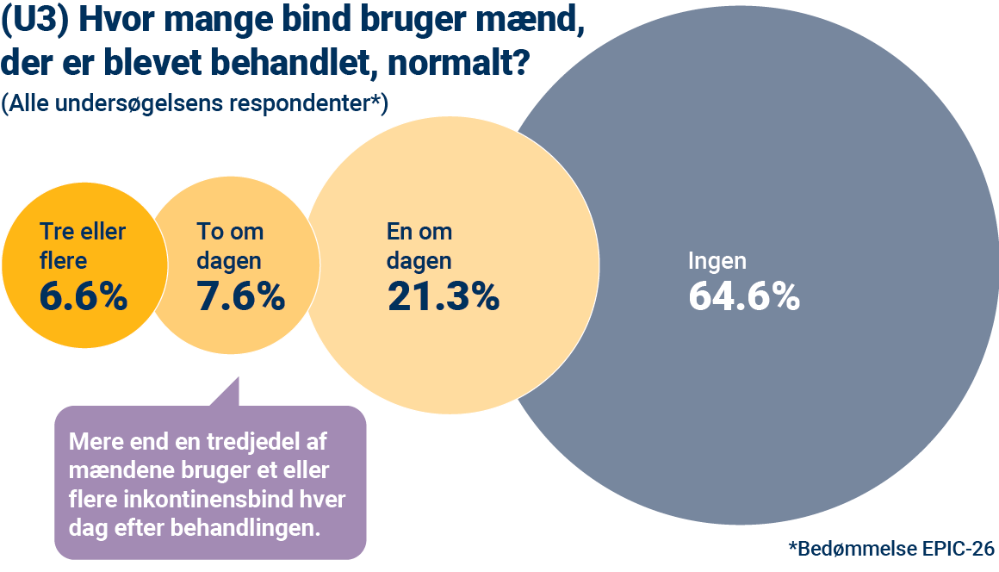 (U3) Hvor mange bind bruger mænd,
der er blevet behandlet, normalt?
(Alle undersøgelsens respondenter*)
Tre eller
flere
6.6%
To om
dagen
7.6%
En om
dagen
21.3%
Ingen
64.6%
Mere end en tredjedel af
mændene bruger et eller
flere inkontinensbind hver
dag efter behandlingen.
*Bedømmelse EPIC-26